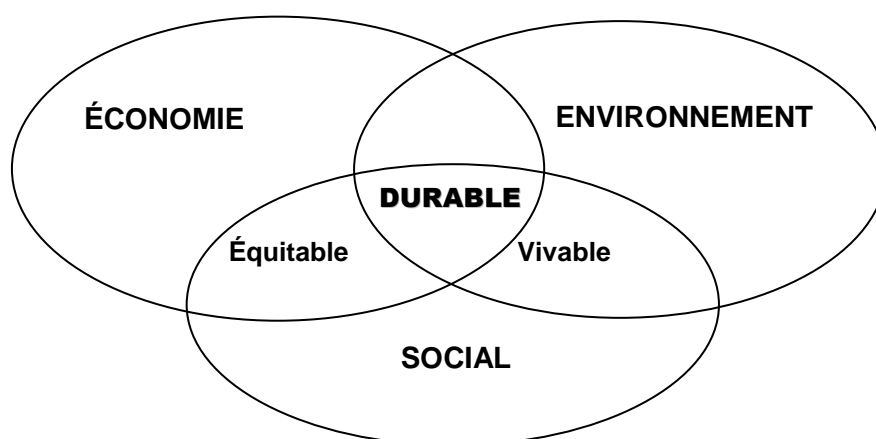 ÉCONOMIE
ENVIRONNEMENT
DURABLE
Équitable
Vivable
SOCIAL